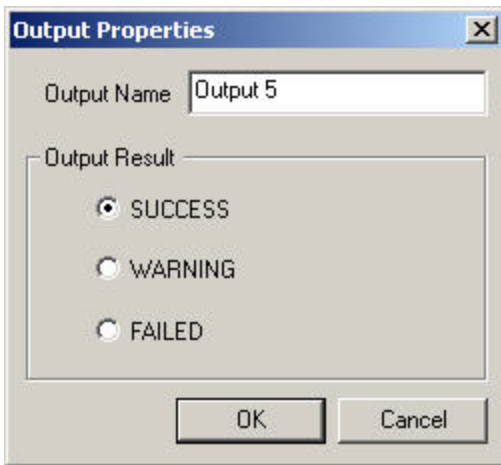 Output Properties
Output Name Output 5
Output Result
SUCCESS
WARNING
FAILED
OK Cancel